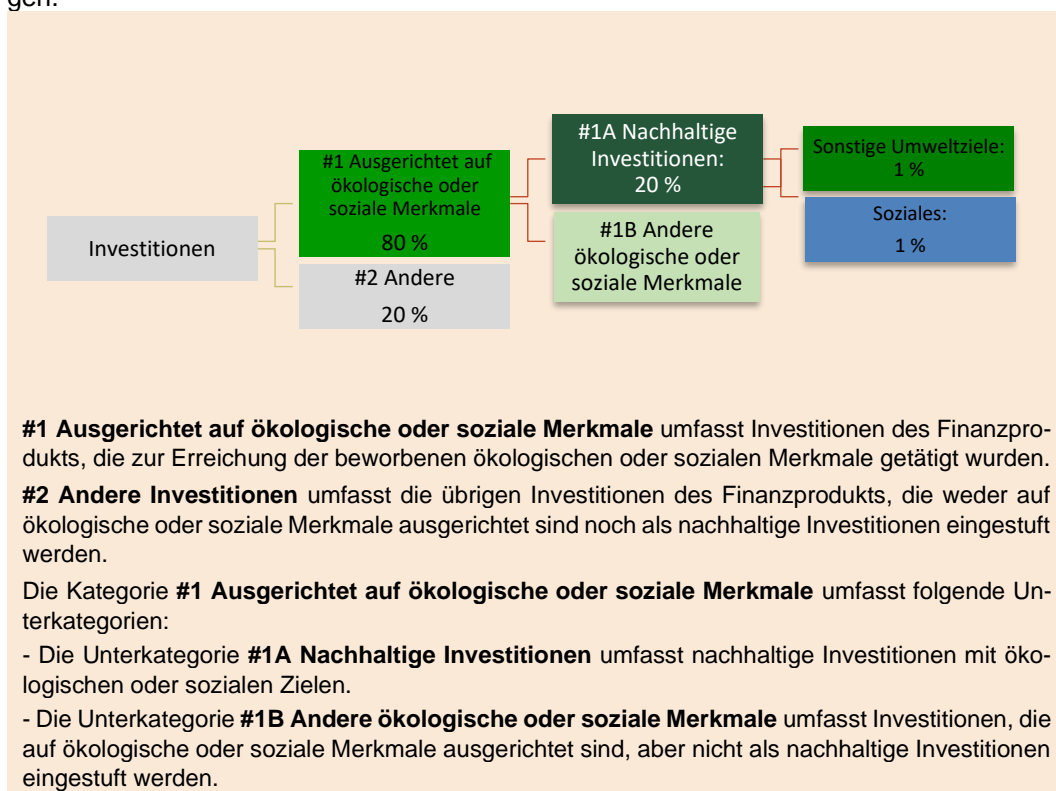 gen.
#1A Nachhaltige
Investitionen:
20 %
Sonstige Umweltziele:
1 %
#1 Ausgerichtet auf
ökologische oder
soziale Merkmale
80 %
Soziales:
1 %
Investitionen
#1B Andere
ökologische oder
soziale Merkmale
#2 Andere
20 %
#1 Ausgerichtet auf ökologische oder soziale Merkmale umfasst Investitionen des Finanzpro-
dukts, die zur Erreichung der beworbenen ökologischen oder sozialen Merkmale getätigt wurden.
#2 Andere Investitionen umfasst die übrigen Investitionen des Finanzprodukts, die weder auf
ökologische oder soziale Merkmale ausgerichtet sind noch als nachhaltige Investitionen eingestuft
werden.
Die Kategorie #1 Ausgerichtet auf ökologische oder soziale Merkmale umfasst folgende Un-
terkategorien:
- Die Unterkategorie #1A Nachhaltige Investitionen umfasst nachhaltige Investitionen mit öko-
logischen oder sozialen Zielen.
- Die Unterkategorie #1B Andere ökologische oder soziale Merkmale umfasst Investitionen, die
auf ökologische oder soziale Merkmale ausgerichtet sind, aber nicht als nachhaltige Investitionen
eingestuft werden.